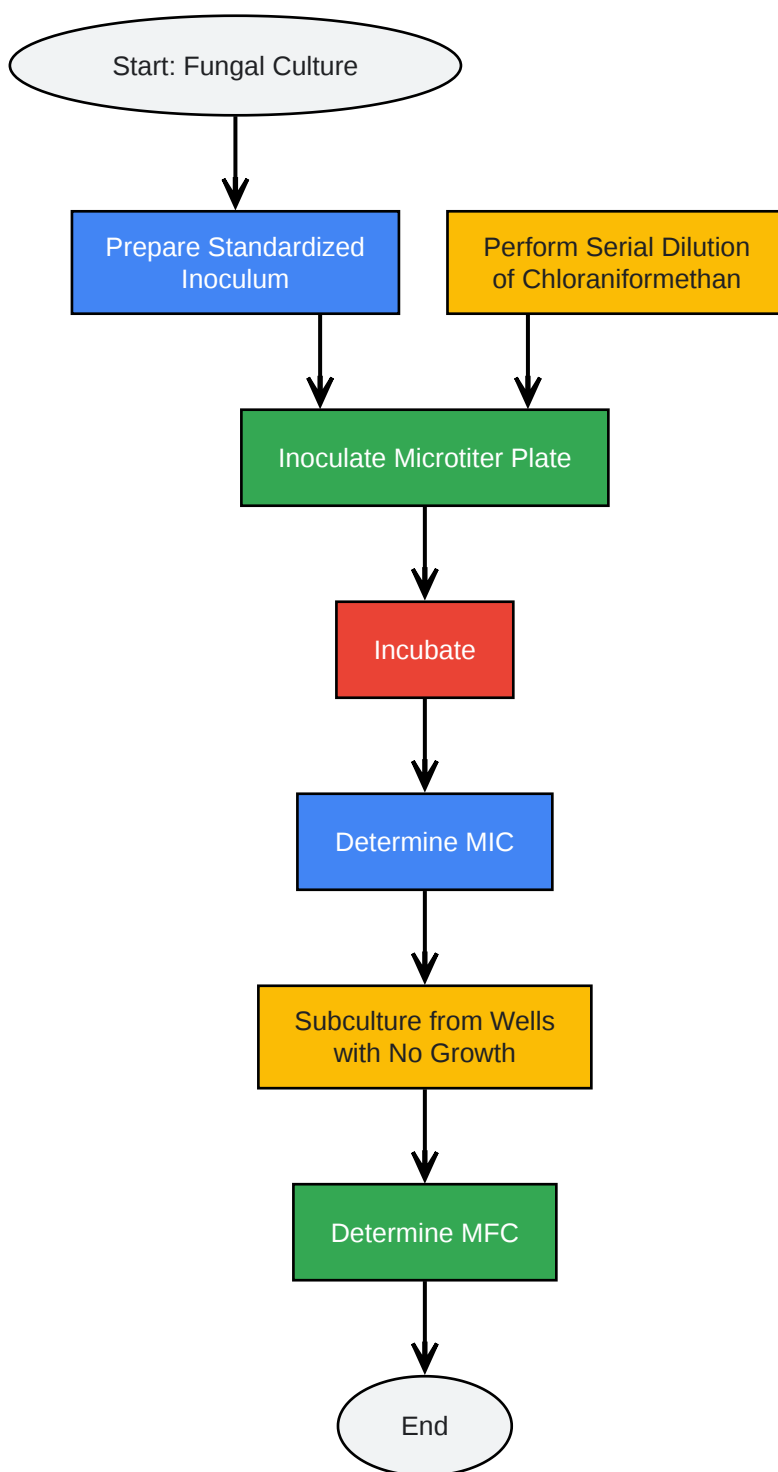 Start: Fungal Culture
Prepare Standardized
Inoculum
Perform Serial Dilution
of Chloraniformethan
Inoculate Microtiter Plate
Incubate
Determine MIC
Subculture from Wells
with No Growth
Determine MFC
End